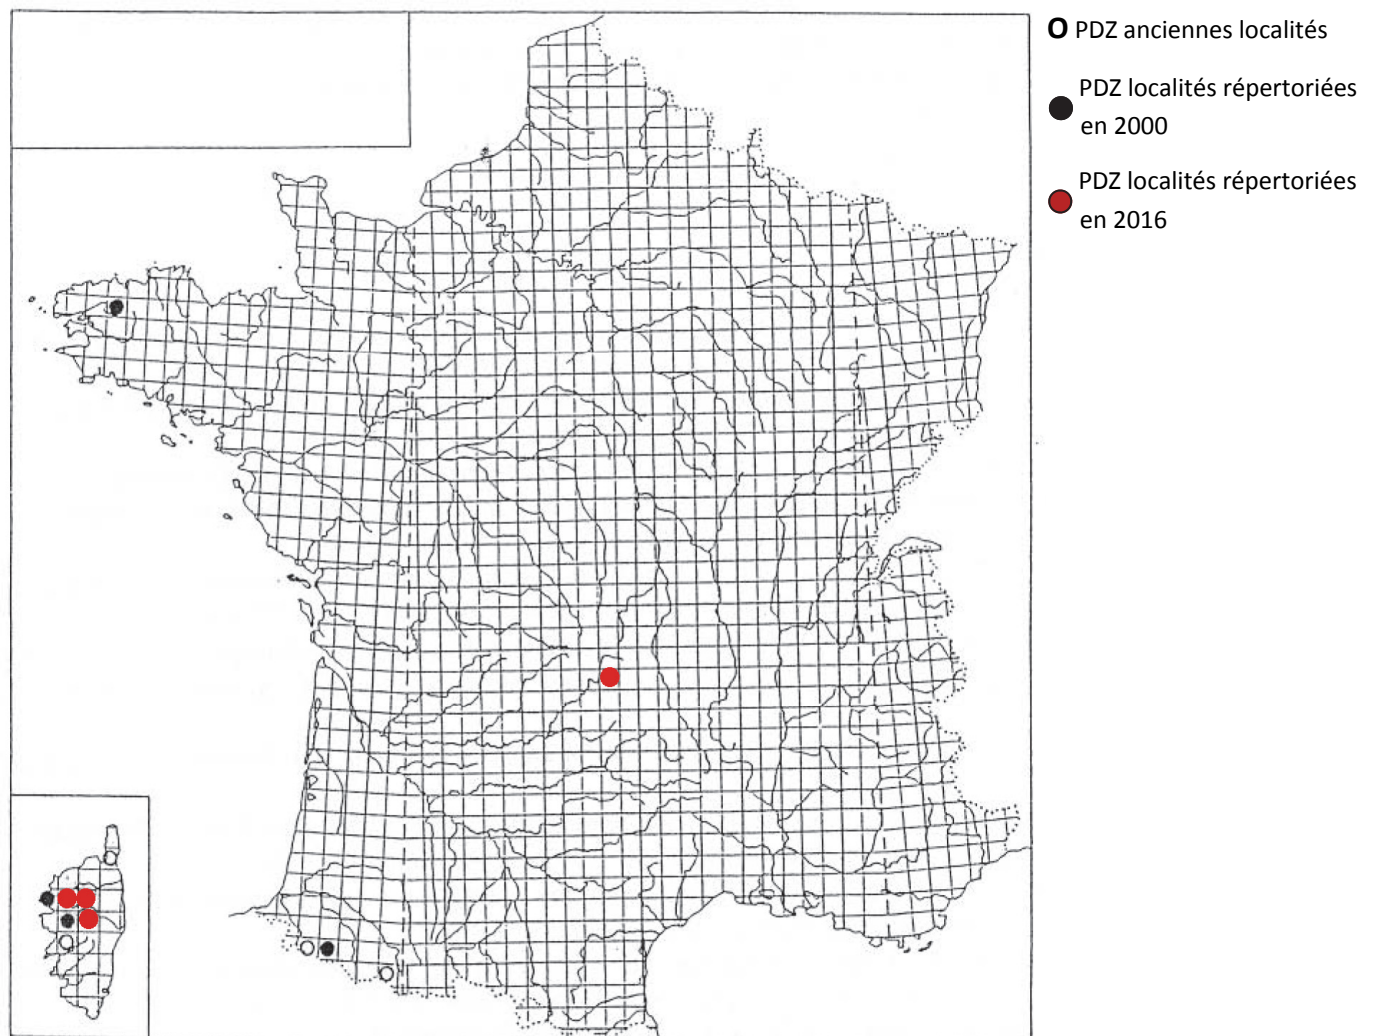 O PDZ anciennes localités
PDZ localités répertoriées
en 2000
PDZ localités répertoriées
en 2016